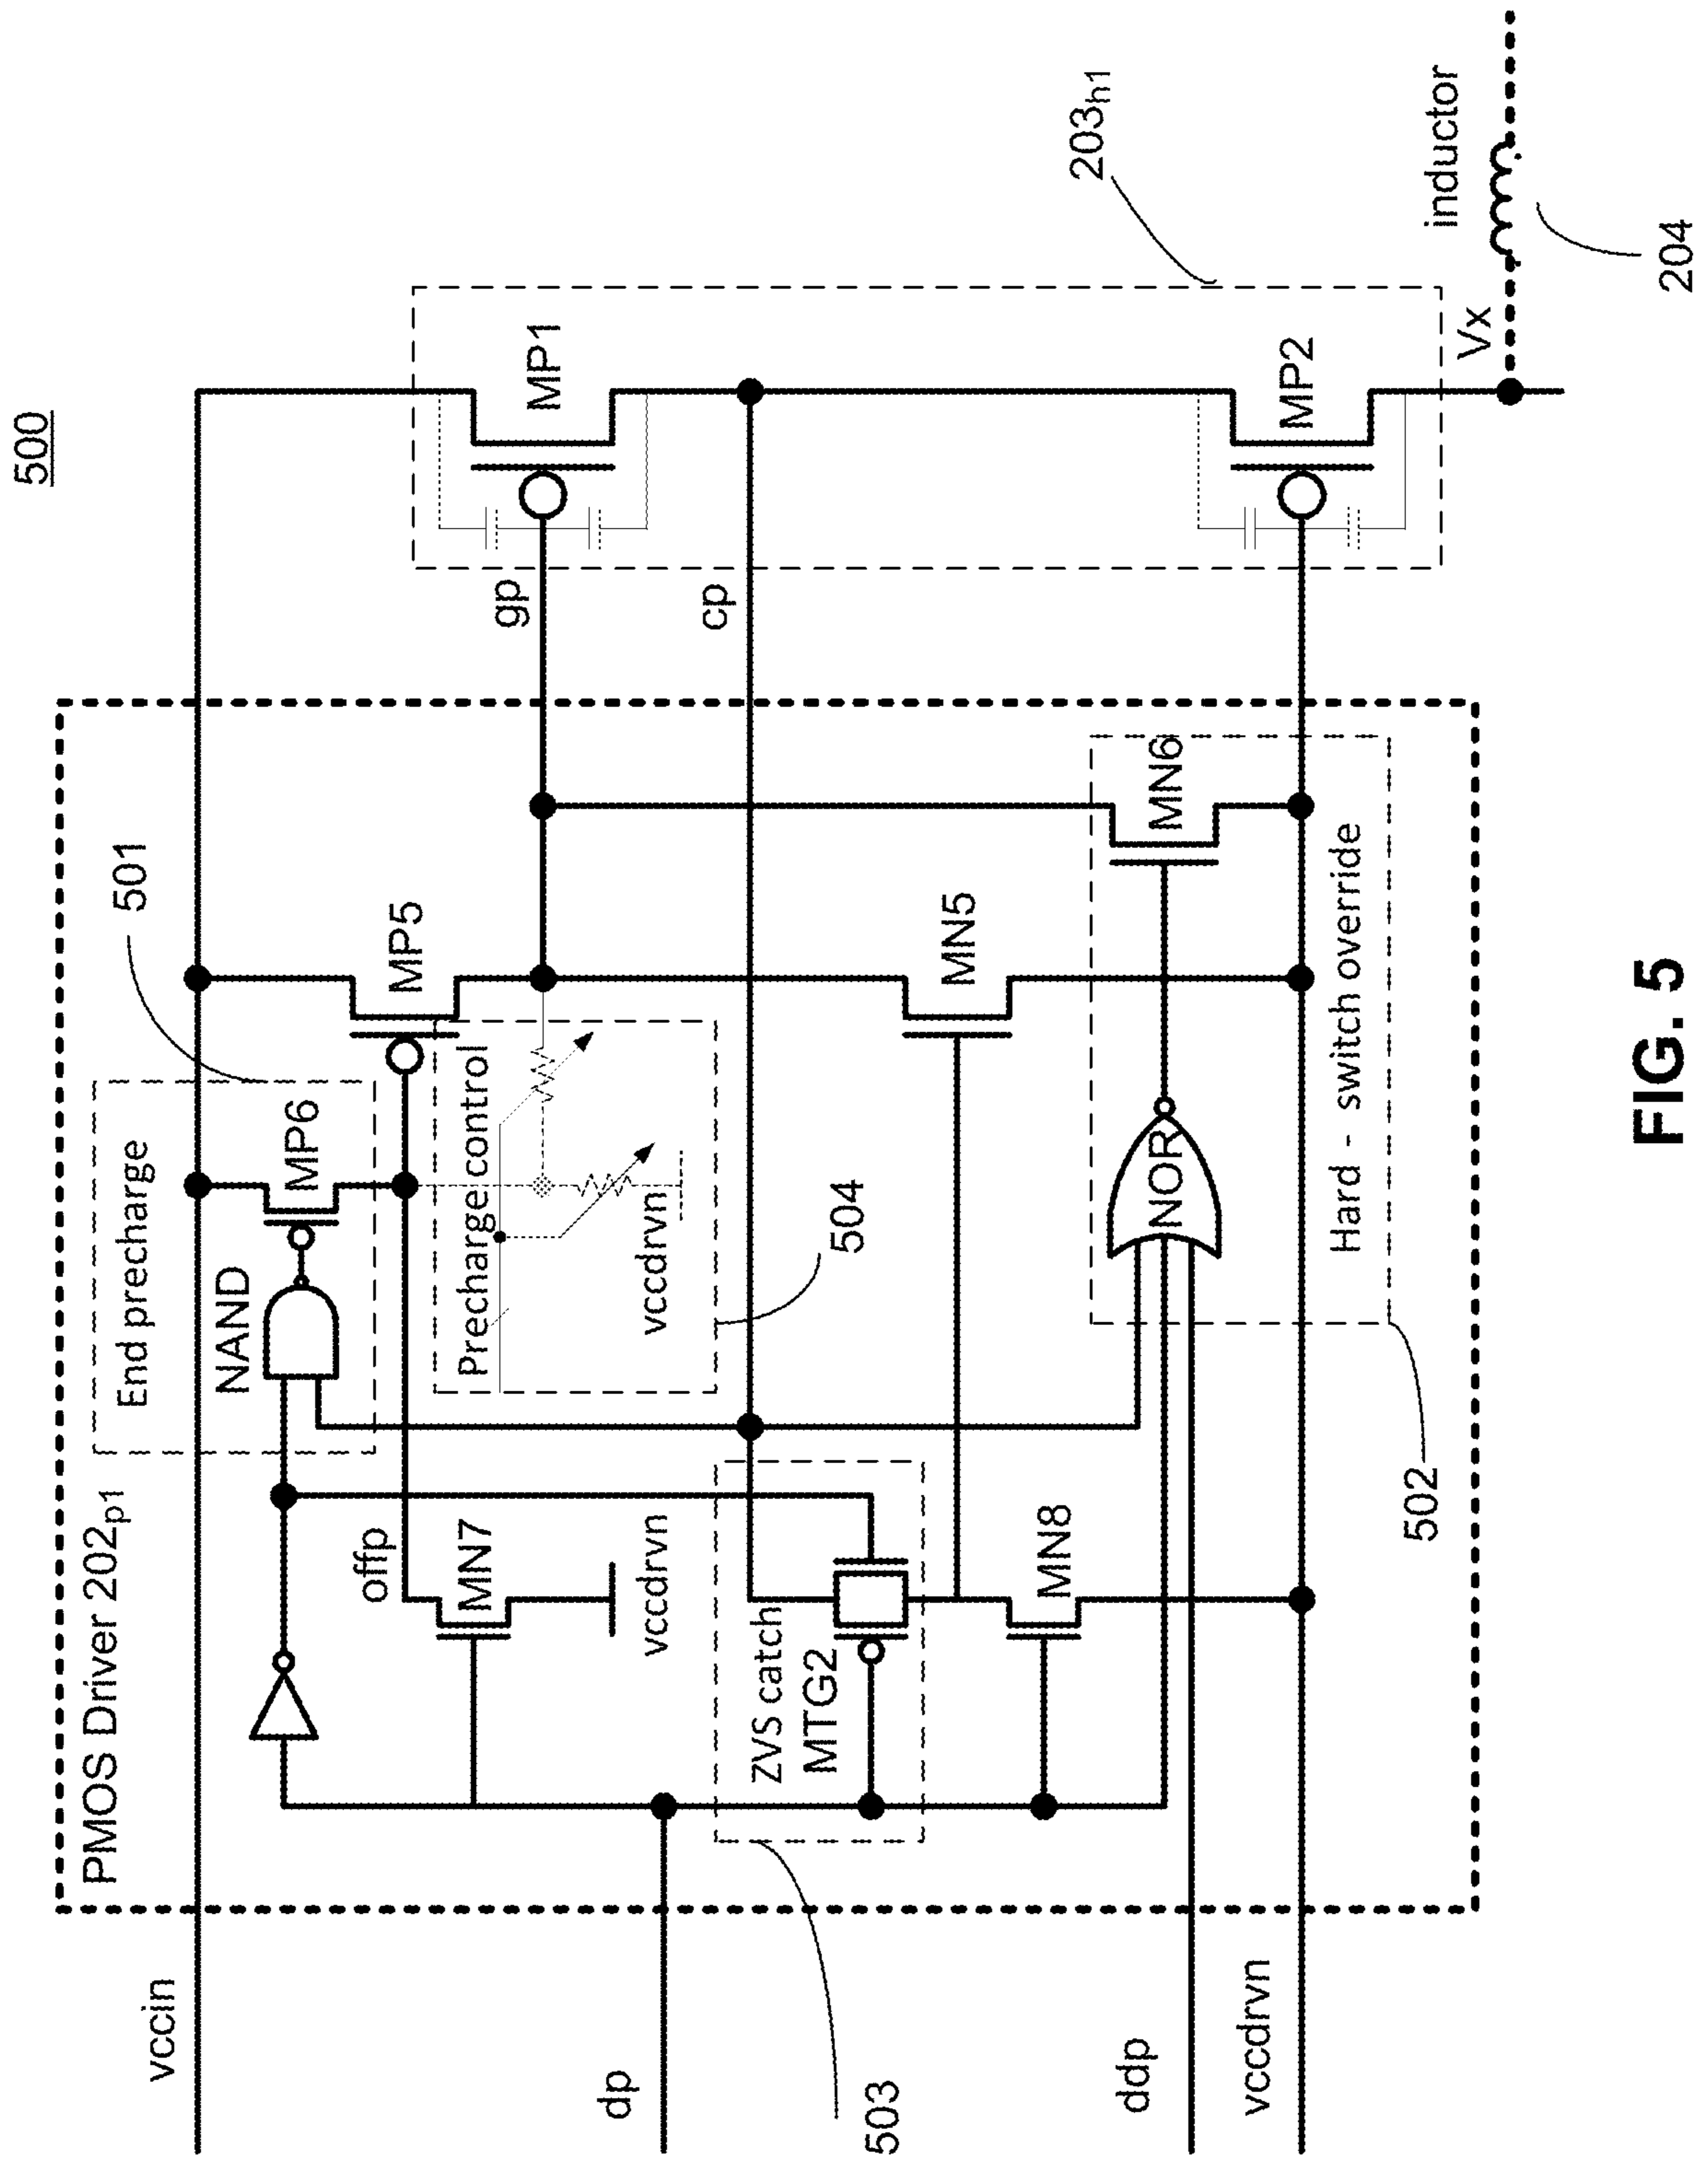 500
PMOS Driver 202p1
End precharge
501
NAND
MP6
MP5
offp
MN7
vccdrvn
Precharge control
vccdrvn
504
ZVS catch
MTG2
503
MN8
MN5
NOR
MN6
Hard - switch override
502
vccin
dp
ddp
vccdrvn
gp
cp
MP1
MP2
203h1
Vx
inductor
204
FIG. 5